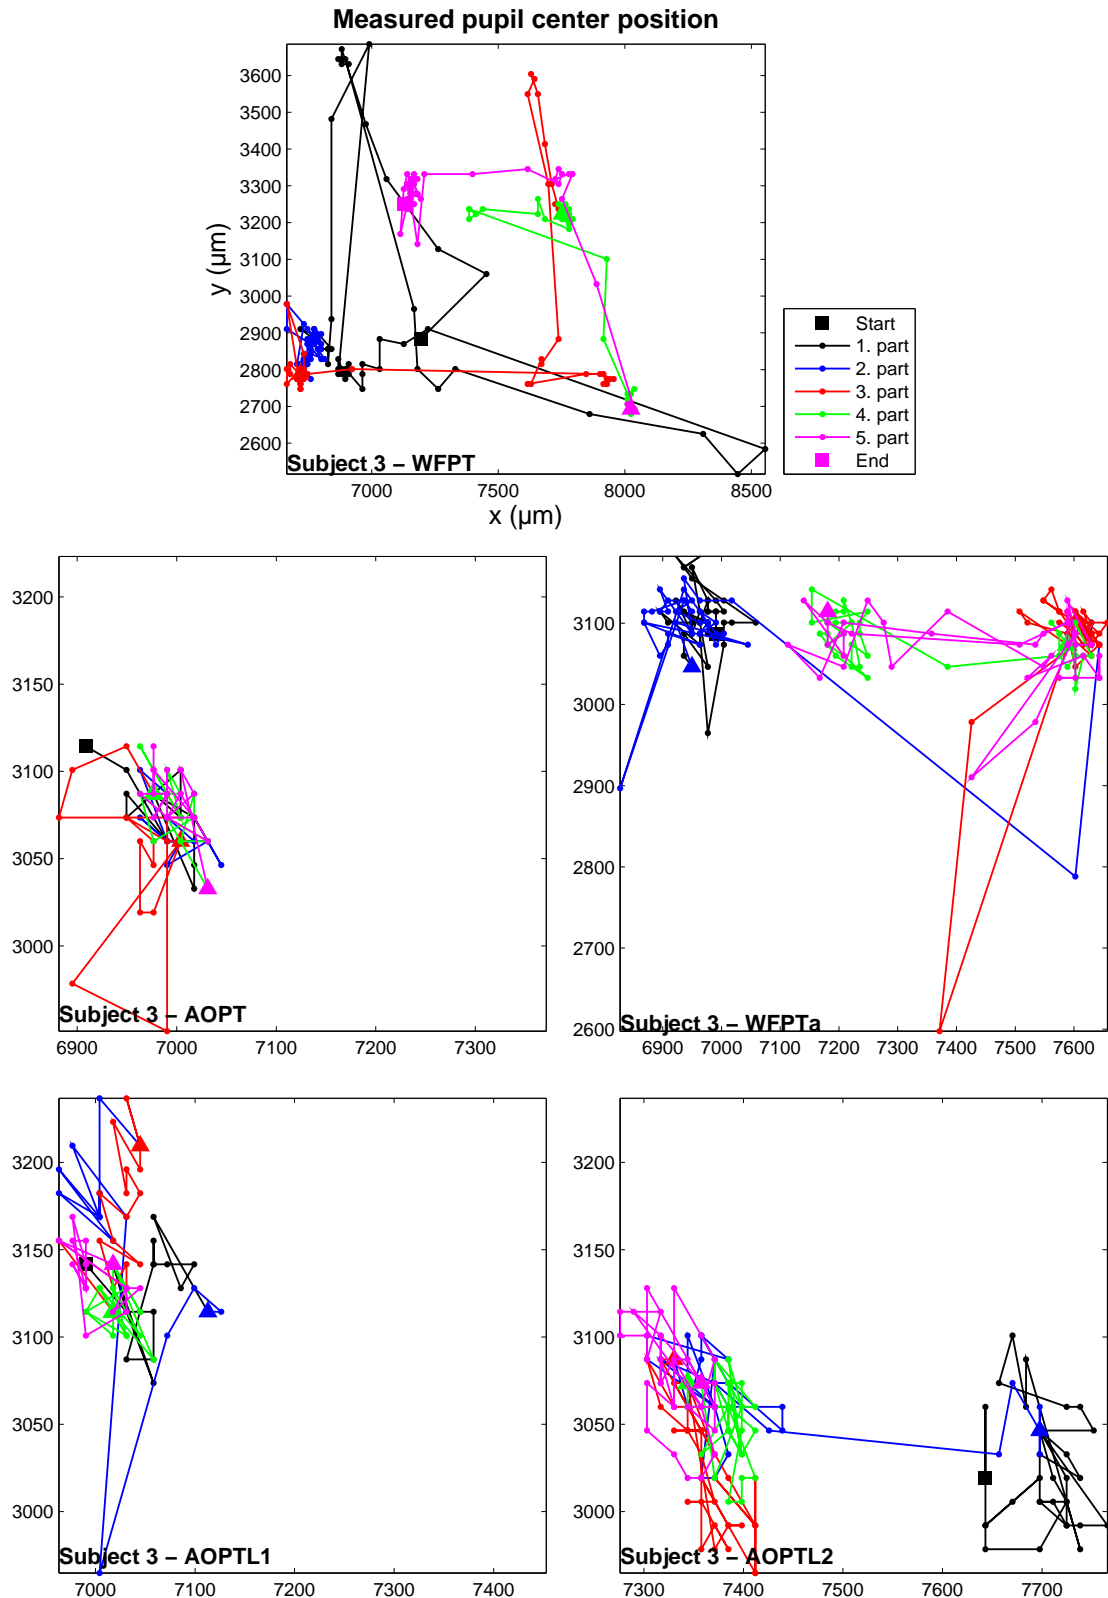 Measured pupil center position
3600
3500
3400
3300
3200
3100
3000
2900
2800
2700
2600
y (µm)
Subject 3 – WFPT
7000 7500 8000 8500
x (µm)
Start
1. part
2. part
3. part
4. part
5. part
End
3200
3150
3100
3050
3000
Subject 3 – AOPT
6900 7000 7100 7200 7300
3100
3000
2900
2800
2700
2600
Subject 3 – WFPTa
6900 7000 7100 7200 7300 7400 7500 7600
3200
3150
3100
3050
3000
Subject 3 – AOPTL1
7000 7100 7200 7300 7400
3200
3150
3100
3050
3000
Subject 3 – AOPTL2
7300 7400 7500 7600 7700